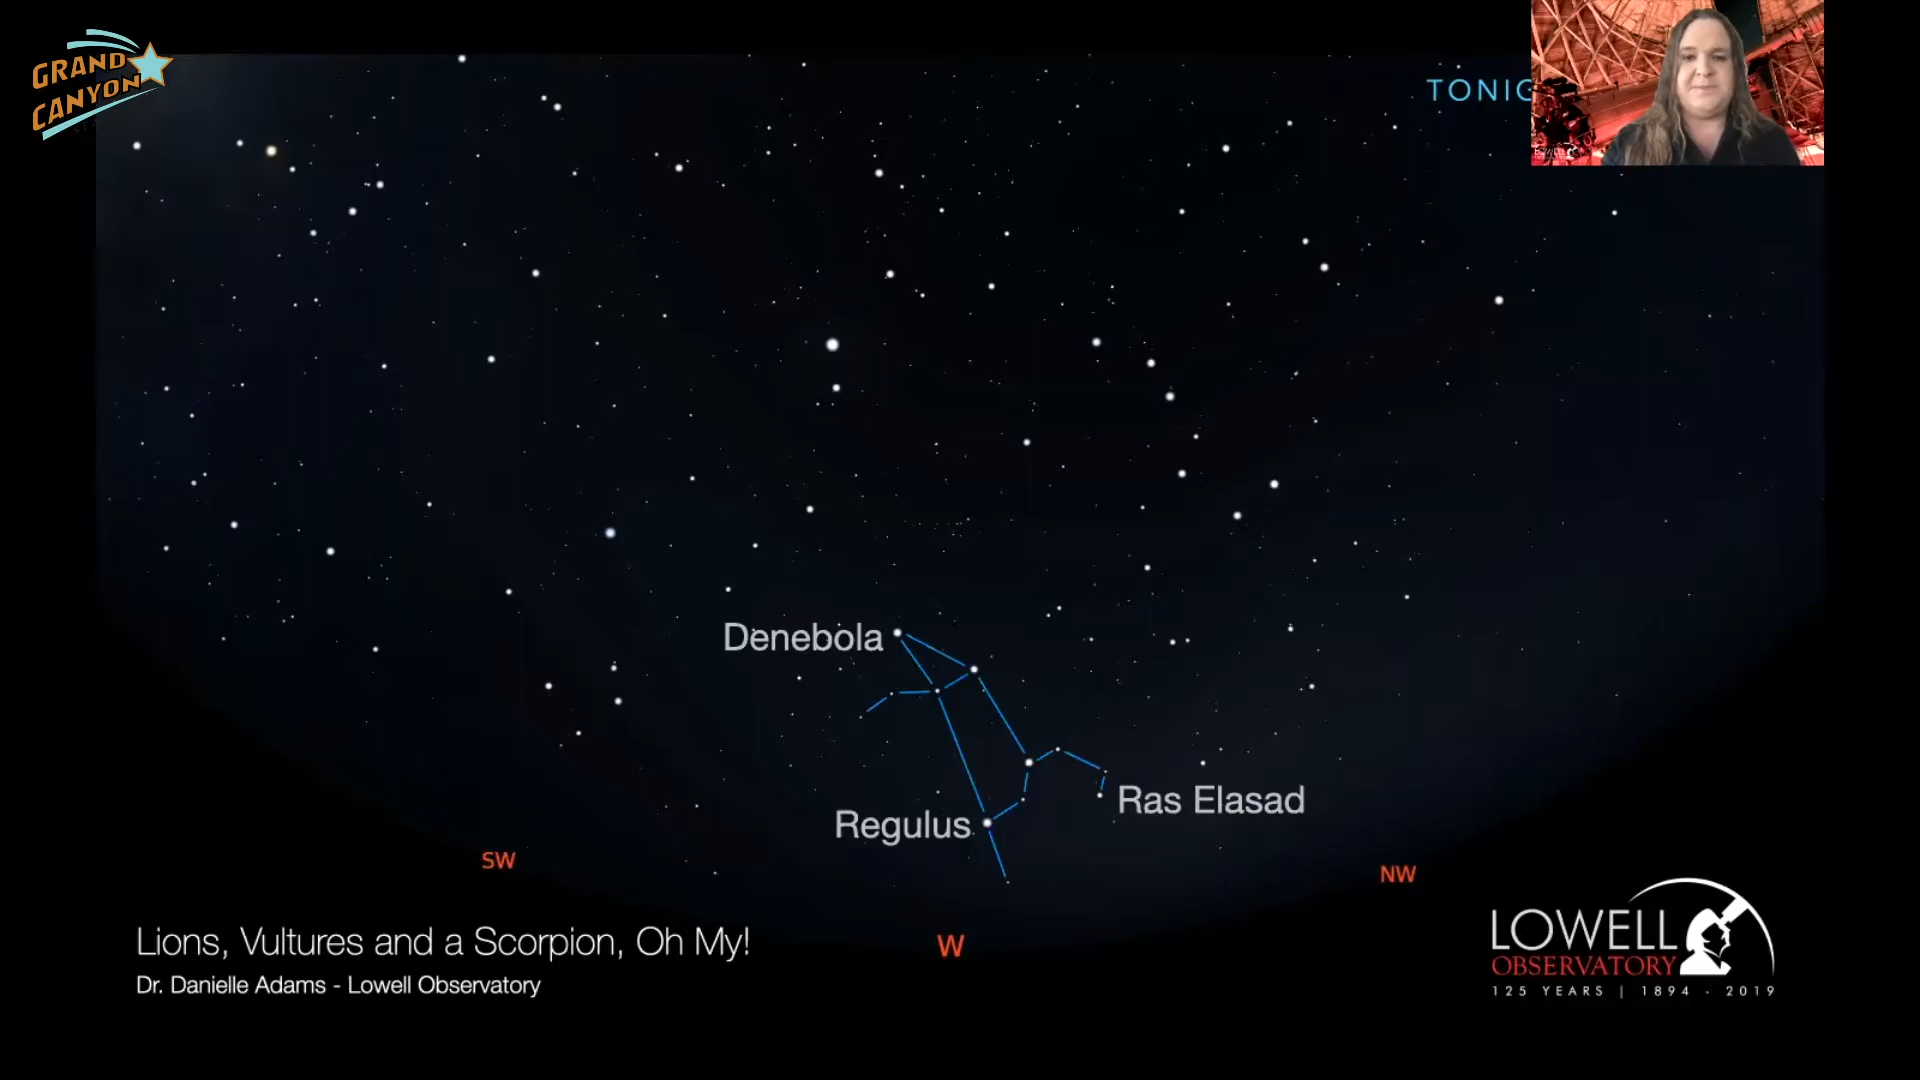 GRAND
CANYON
TONIG
Denebola
Ras Elasad
Regulus
SW
NW
W
Lions, Vultures and a Scorpion, Oh My!
Dr. Danielle Adams - Lowell Observatory
LOWELL
OBSERVATORY
125 YEARS | 1894 - 2019